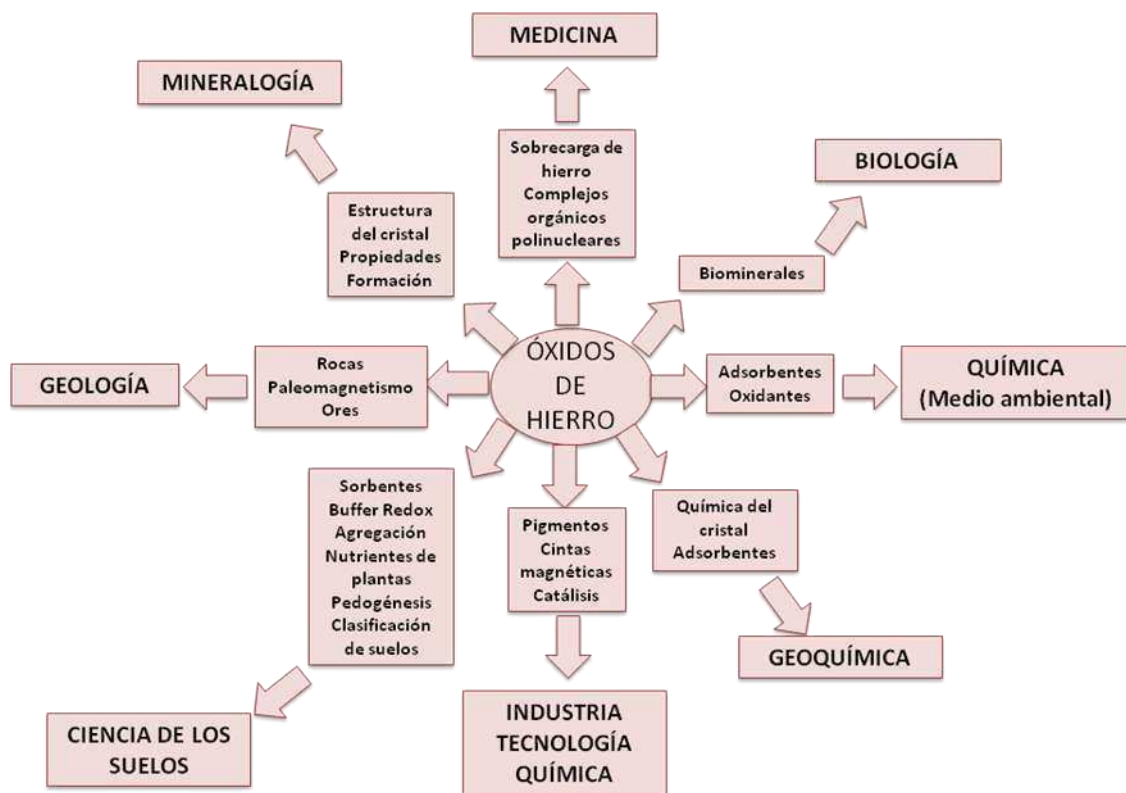 MEDICINA
MINERALOGÍA
Sobrecarga de
hierro
Complejos
orgánicos
polinucleares
BIOLOGÍA
Estructura
del cristal
Propiedades
Formación
Biominerales
ÓXIDOS
DE
HIERRO
GEOLOGÍA
Rocas
Paleomagnetismo
Ores
Adsorbentes
Oxidantes
QUÍMICA
(Medio ambiental)
Sorbentes
Buffer Redox
Agregación
Nutrientes de
plantas
Pedogénesis
Clasificación
de suelos
Pigmentos
Cintas
magnéticas
Catálisis
Química del
cristal
Adsorbentes
GEOQUÍMICA
CIENCIA DE LOS
SUELOS
INDUSTRIA
TECNOLOGÍA
QUÍMICA